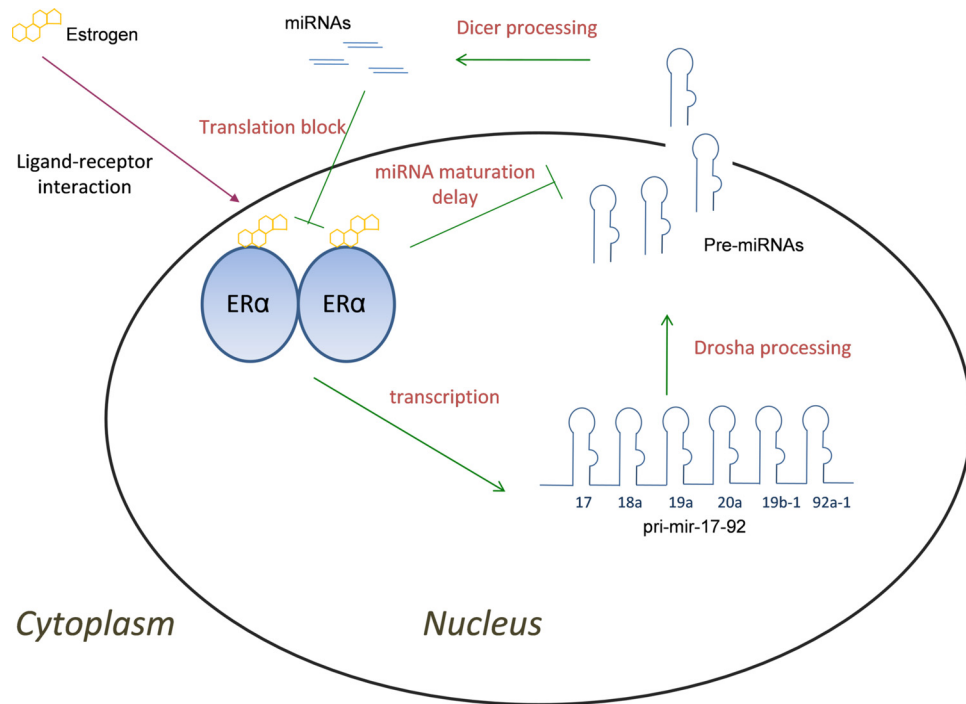 Estrogen
miRNAs
Dicer processing
Translation block
Ligand-receptor
interaction
miRNA maturation
delay
Pre-miRNAs
ERα
ERα
Drosha processing
transcription
17
18a
19a
20a
19b-1
92a-1
pri-mir-17-92
Cytoplasm
Nucleus